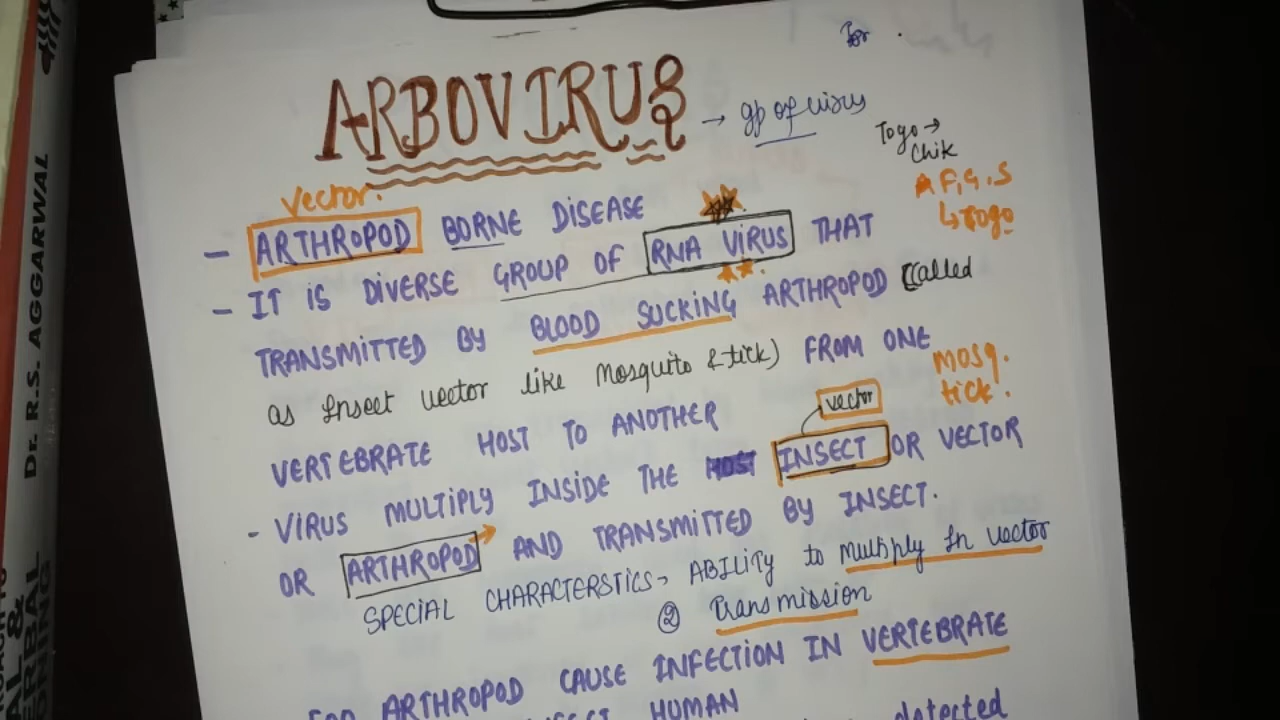 ARBOVIRUS → gp of virus
Togo →
Chik
F, G, S
↳ Togo
vector.
- ARTHROPOD BORNE DISEASE
- IT IS DIVERSE GROUP OF RNA VIRUS THAT
TRANSMITTED BY BLOOD SUCKING ARTHROPOD (Called
as Insect vector like Mosquito & tick) FROM ONE
Mosq.
tick.
vector
VERTEBRATE HOST TO ANOTHER
- VIRUS MULTIPLY INSIDE THE INSECT OR VECTOR
OR ARTHROPOD AND TRANSMITTED BY INSECT.
SPECIAL CHARACTERSTICS → ABILITY to multiply In vector
② Transmission
ARTHROPOD CAUSE INFECTION IN VERTEBRATE
HUMAN
detected
Dr. R.S. AGGARWAL